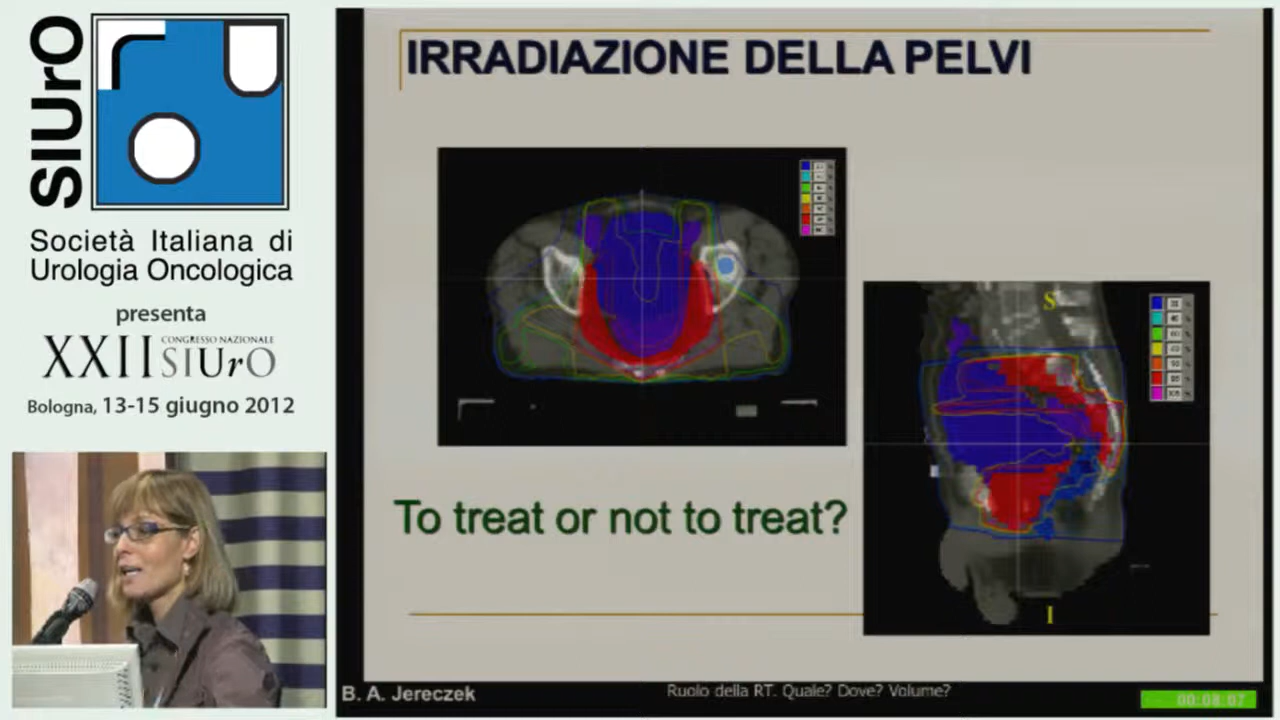 SIUrO
Società Italiana di
Urologia Oncologica
presenta
XXII CONGRESSO NAZIONALE
SIUrO
Bologna, 13-15 giugno 2012
IRRADIAZIONE DELLA PELVI
S
To treat or not to treat?
I
B. A. Jereczek
Ruolo della RT. Quale? Dove? Volume?
00:08:07